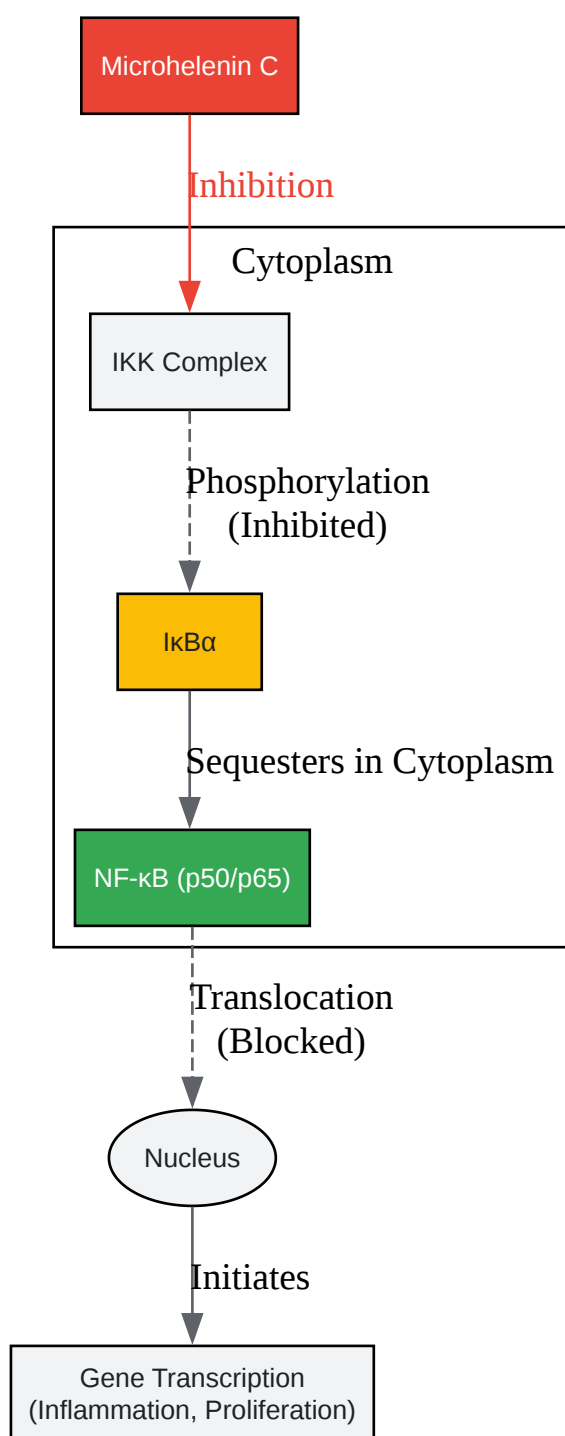 Microhelenin C
Inhibition
Cytoplasm
IKK Complex
Phosphorylation
(Inhibited)
IκBα
Sequesters in Cytoplasm
NF-κB (p50/p65)
Translocation
(Blocked)
Nucleus
Initiates
Gene Transcription
(Inflammation, Proliferation)